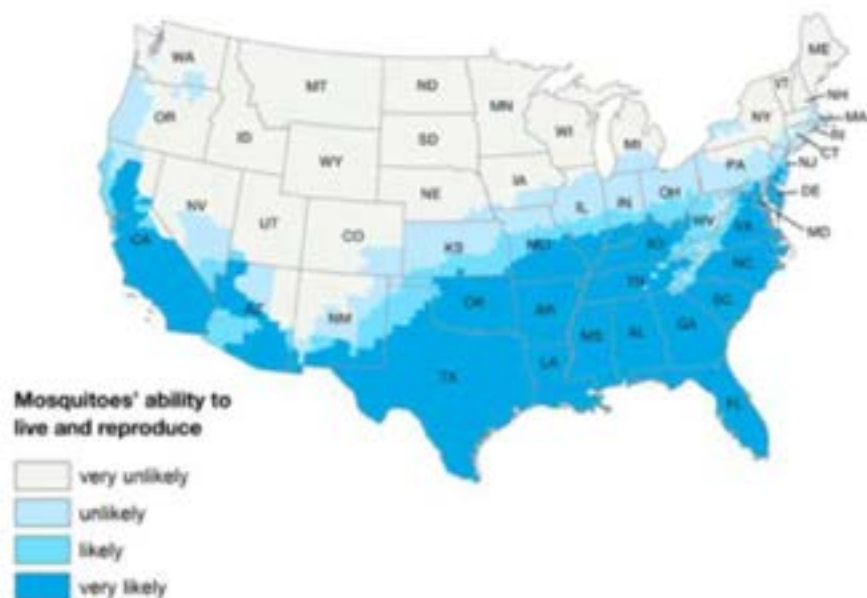 WA
MT
ND
MN
ME
VT
NH
OR
ID
SD
WI
MI
NY
MA
RI
CT
WY
IA
PA
NJ
NE
NV
UT
CO
IL
IN
OH
DE
KS
MO
WV
VA
MD
CA
TN
NC
NM
OK
AR
SC
MS
AL
GA
TX
LA
FL
Mosquitoes' ability to
live and reproduce
very unlikely
unlikely
likely
very likely